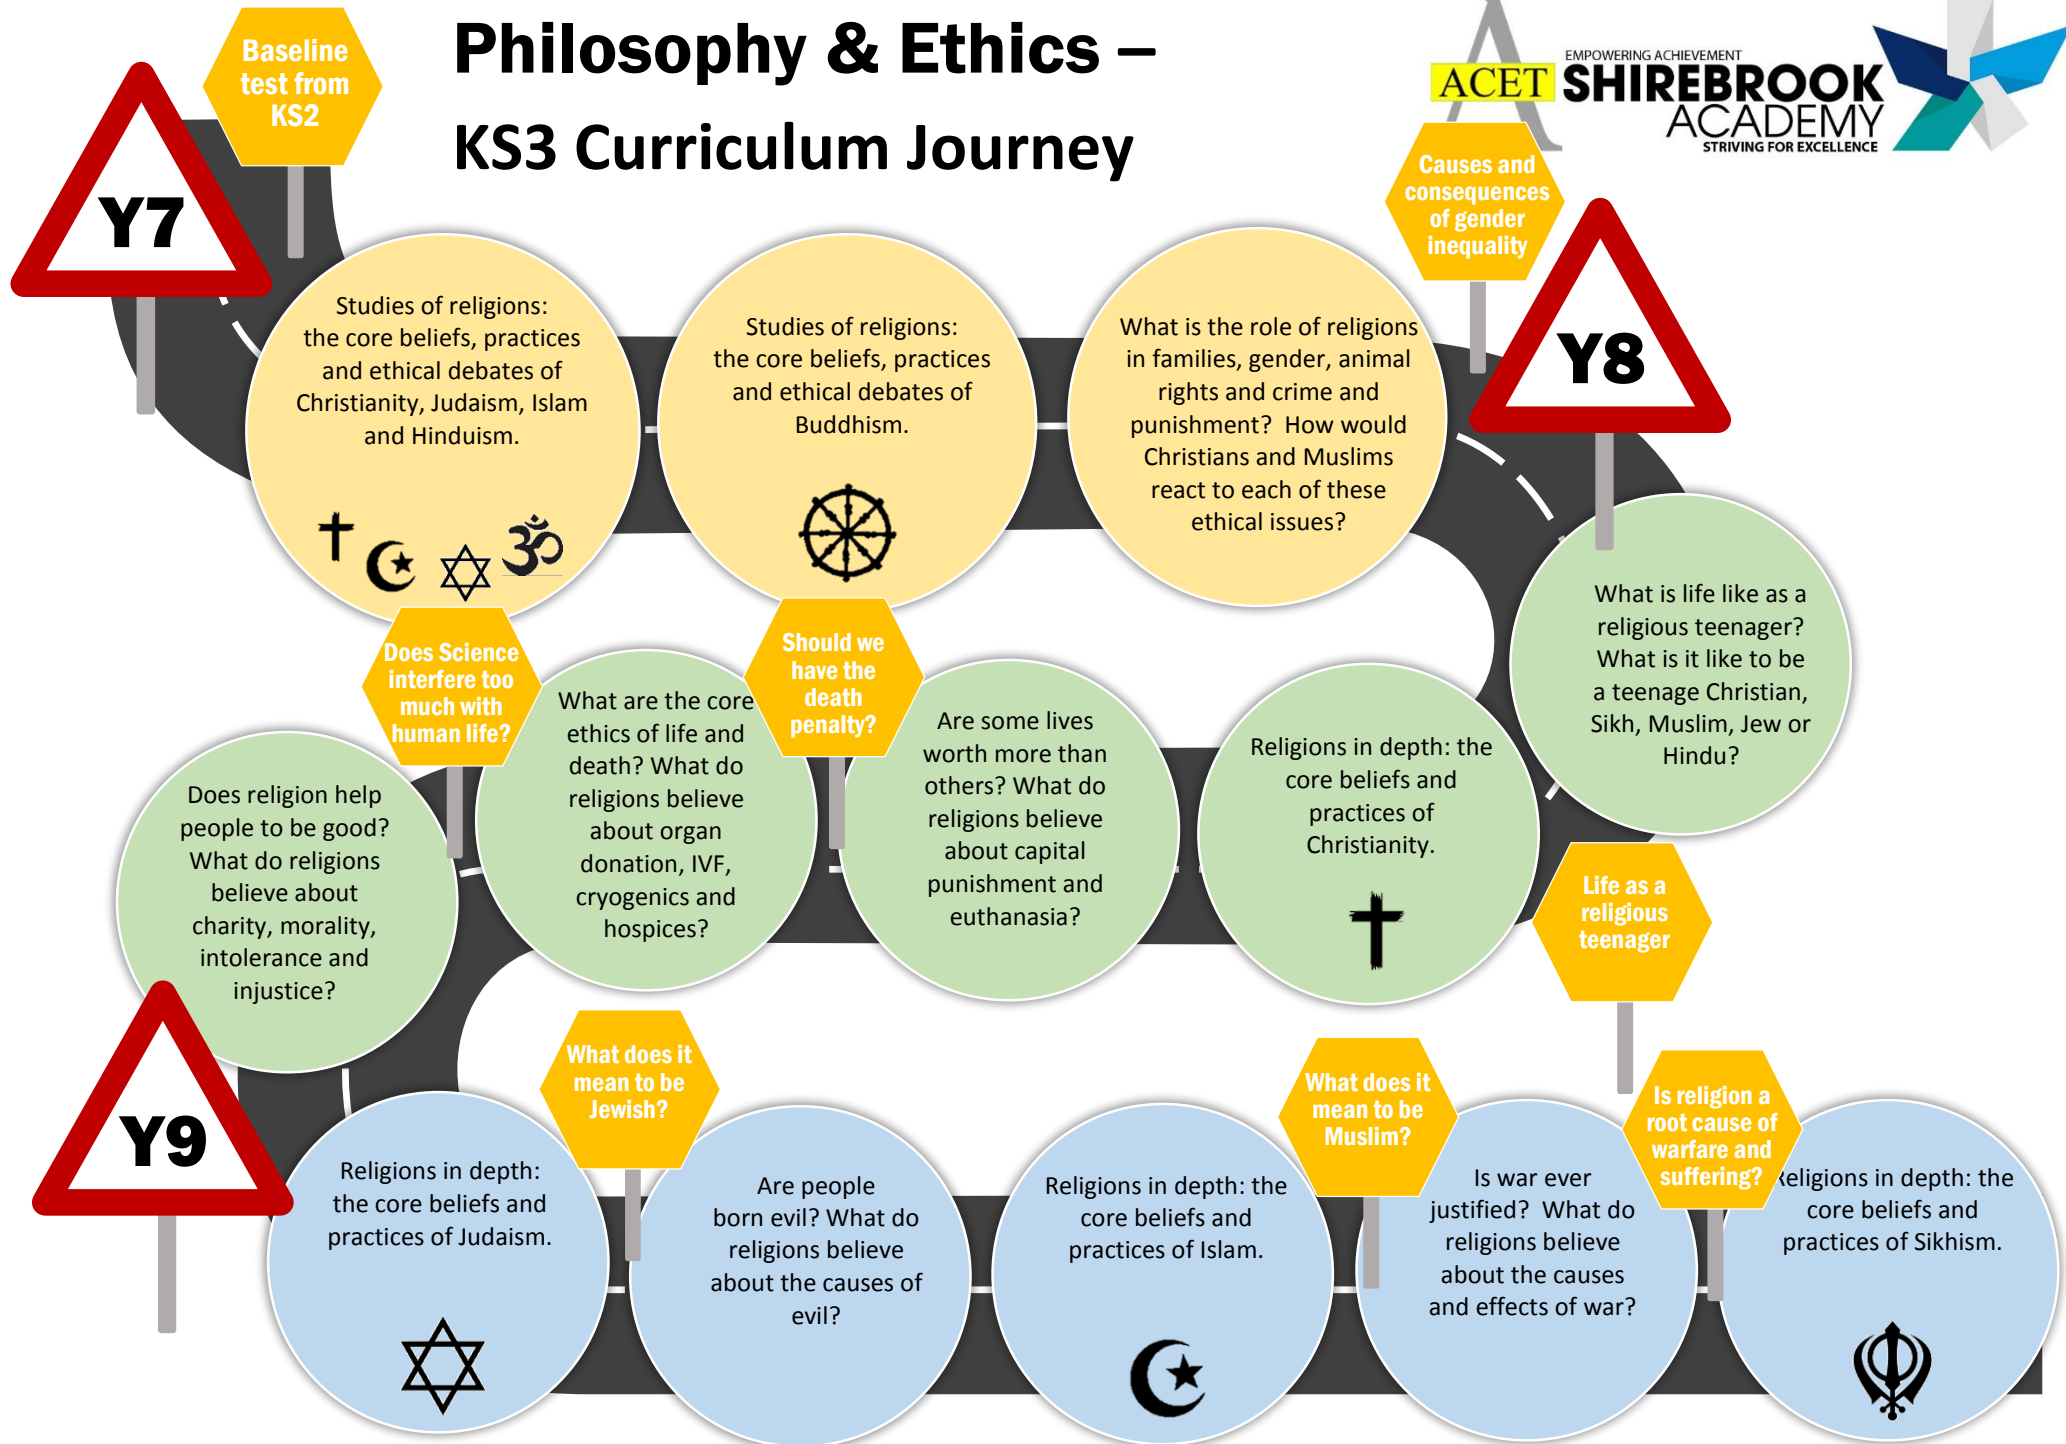 Philosophy & Ethics –
KS3 Curriculum Journey
EMPOWERING ACHIEVEMENT
ACET
SHIREBROOK
ACADEMY
STRIVING FOR EXCELLENCE
Y7
Baseline
test from
KS2
Studies of religions:
the core beliefs, practices
and ethical debates of
Christianity, Judaism, Islam
and Hinduism.
Studies of religions:
the core beliefs, practices
and ethical debates of
Buddhism.
What is the role of religions
in families, gender, animal
rights and crime and
punishment? How would
Christians and Muslims
react to each of these
ethical issues?
Causes and
consequences
of gender
inequality
Y8
What is life like as a
religious teenager?
What is it like to be
a teenage Christian,
Sikh, Muslim, Jew or
Hindu?
Life as a
religious
teenager
Religions in depth: the
core beliefs and
practices of
Christianity.
Are some lives
worth more than
others? What do
religions believe
about capital
punishment and
euthanasia?
Should we
have the
death
penalty?
What are the core
ethics of life and
death? What do
religions believe
about organ
donation, IVF,
cryogenics and
hospices?
Does Science
interfere too
much with
human life?
Does religion help
people to be good?
What do religions
believe about
charity, morality,
intolerance and
injustice?
Y9
Religions in depth:
the core beliefs and
practices of Judaism.
What does it
mean to be
Jewish?
Are people
born evil? What do
religions believe
about the causes of
evil?
Religions in depth: the
core beliefs and
practices of Islam.
What does it
mean to be
Muslim?
Is war ever
justified? What do
religions believe
about the causes
and effects of war?
Is religion a
root cause of
warfare and
suffering?
Religions in depth: the
core beliefs and
practices of Sikhism.